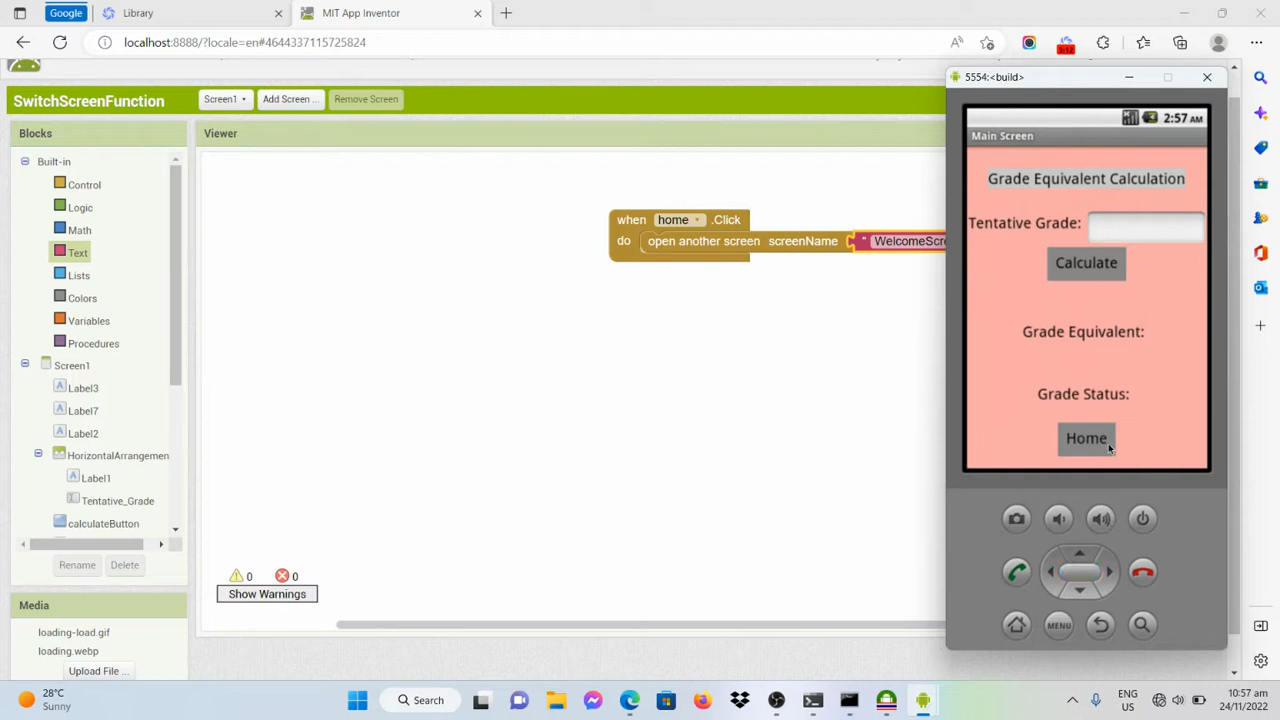 Google
Library
MIT App Inventor
localhost:8888/?locale=en#4644337115725824
3:12
SwitchScreenFunction
Screen1
Add Screen ...
Remove Screen
Blocks
Viewer
Built-in
Control
Logic
Math
Text
Lists
Colors
Variables
Procedures
Screen1
Label3
Label7
Label2
HorizontalArrangemen
Label1
Tentative_Grade
calculateButton
Rename
Delete
Media
loading-load.gif
loading.webp
Upload File ...
when home .Click
do open another screen screenName " WelcomeScre
0 0
Show Warnings
5554:<build>
2:57 AM
Main Screen
Grade Equivalent Calculation
Tentative Grade:
Calculate
Grade Equivalent:
Grade Status:
Home
MENU
28°C
Sunny
Search
ENG
US
10:57 am
24/11/2022